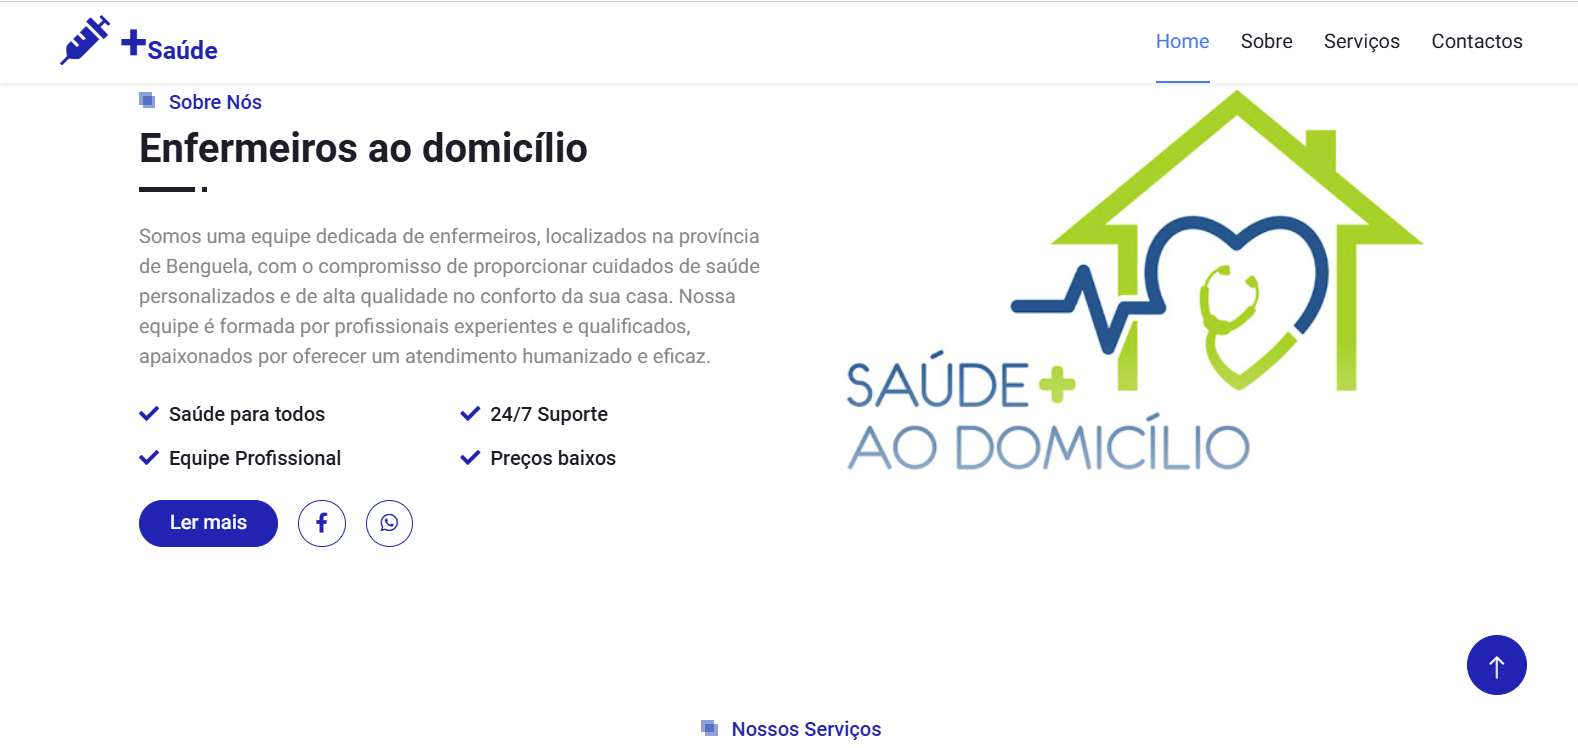 +Saúde
Home Sobre Serviços Contactos
Sobre Nós
Enfermeiros ao domicílio
Somos uma equipe dedicada de enfermeiros, localizados na província
de Benguela, com o compromisso de proporcionar cuidados de saúde
personalizados e de alta qualidade no conforto da sua casa. Nossa
equipe é formada por profissionais experientes e qualificados,
apaixonados por oferecer um atendimento humanizado e eficaz.
Saúde para todos
24/7 Suporte
Equipe Profissional
Preços baixos
Ler mais
SAÚDE+
AO DOMICÍLIO
Nossos Serviços